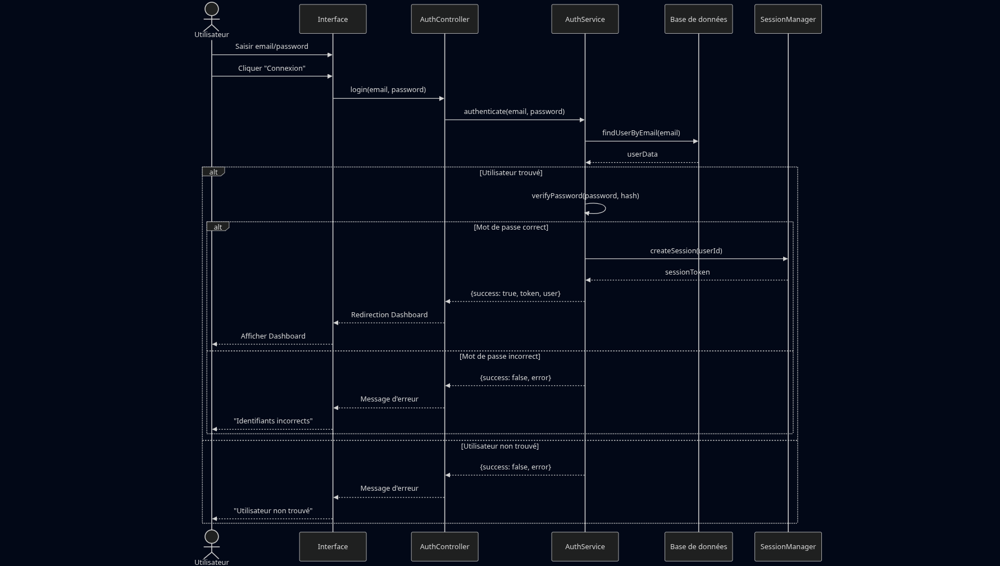 Utilisateur
Interface
AuthController
AuthService
Base de données
SessionManager
Saisir email/password
Cliquer "Connexion"
login(email, password)
authenticate(email, password)
findUserByEmail(email)
userData
alt
[Utilisateur trouvé]
verifyPassword(password, hash)
alt
[Mot de passe correct]
createSession(userId)
sessionToken
{success: true, token, user}
Redirection Dashboard
Afficher Dashboard
[Mot de passe incorrect]
{success: false, error}
Message d'erreur
"Identifiants incorrects"
[Utilisateur non trouvé]
{success: false, error}
Message d'erreur
"Utilisateur non trouvé"
Utilisateur
Interface
AuthController
AuthService
Base de données
SessionManager